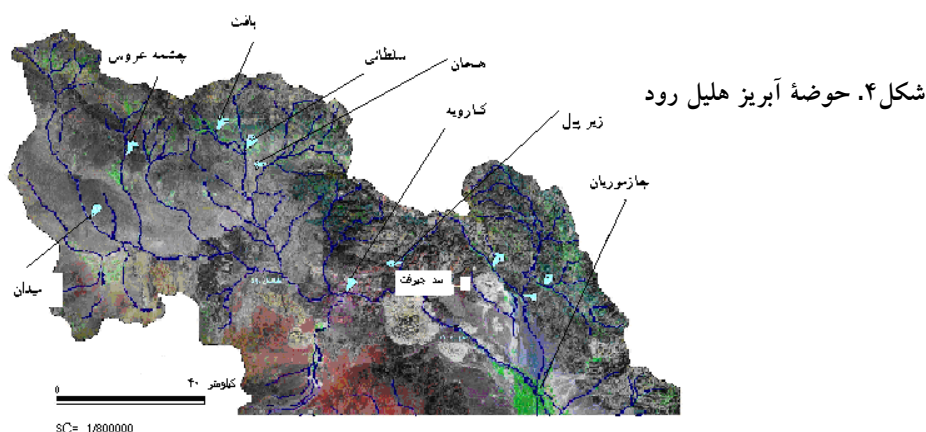 شکل۴. حوضهٔ آبریز هلیل رود
بافت
چشمه عروس
سلطانی
هنجان
کارویه
زیر پیل
جازموریان
سد جیرفت
میدان
0
۴۰ کیلومتر
SC= 1/800000